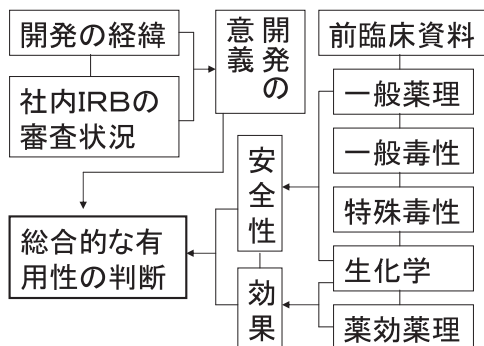 開発の経緯
社内IRBの
審査状況
開発の
意義
前臨床資料
一般薬理
一般毒性
特殊毒性
生化学
薬効薬理
安全性
効果
総合的な有
用性の判断